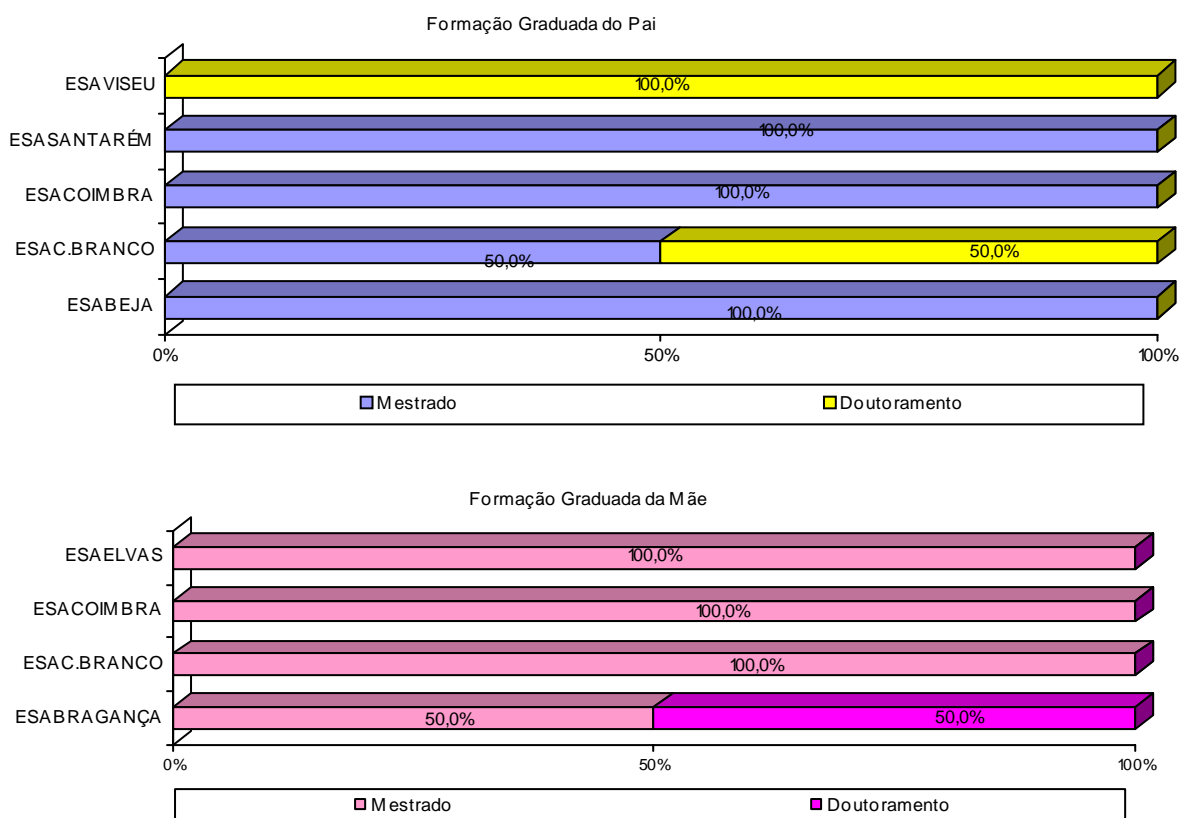 Formação Graduada do Pai
ESAVISEU
100,0%
ESASANTARÉM
100,0%
ESACOIMBRA
100,0%
ESAC.BRANCO
50,0%
50,0%
ESABEJA
100,0%
0%
50%
100%
Mestrado
Doutoramento
Formação Graduada da Mãe
ESAELVAS
100,0%
ESACOIMBRA
100,0%
ESAC.BRANCO
100,0%
ESABRAGANÇA
50,0%
50,0%
0%
50%
100%
Mestrado
Doutoramento